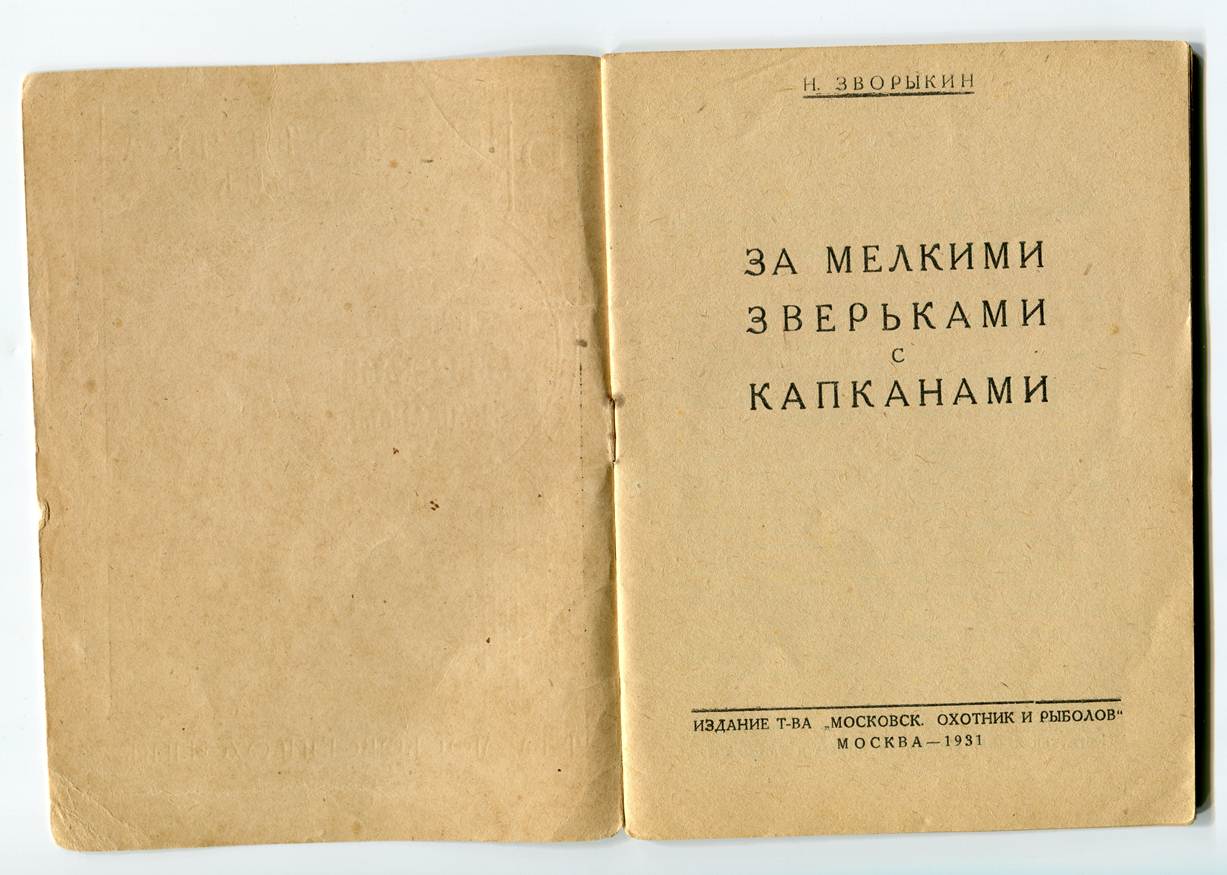 Н. ЗВОРЫКИН
ЗА МЕЛКИМИ
ЗВЕРЬКАМИ
С
КАПКАНАМИ
ИЗДАНИЕ Т-ВА „МОСКОВСК. ОХОТНИК И РЫБОЛОВ“
МОСКВА—1931